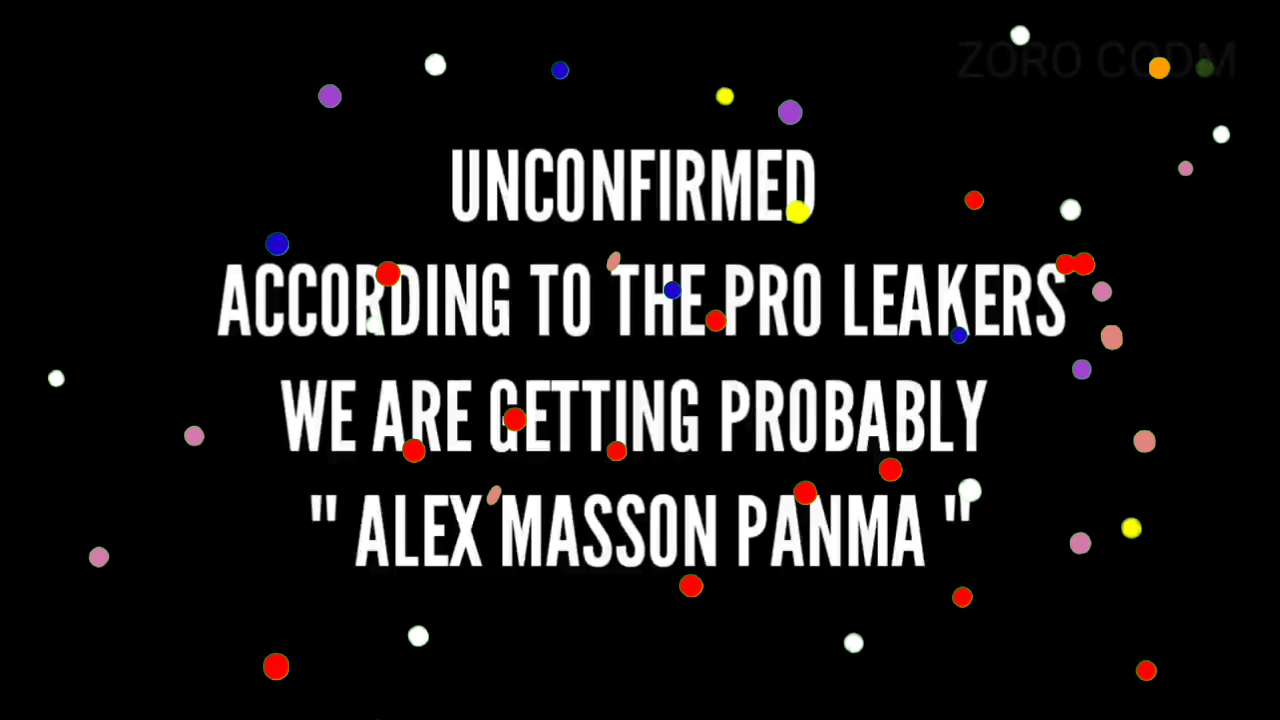 ZORO CODM
UNCONFIRMED
ACCORDING TO THE PRO LEAKERS
WE ARE GETTING PROBABLY
" ALEX MASSON PANMA "